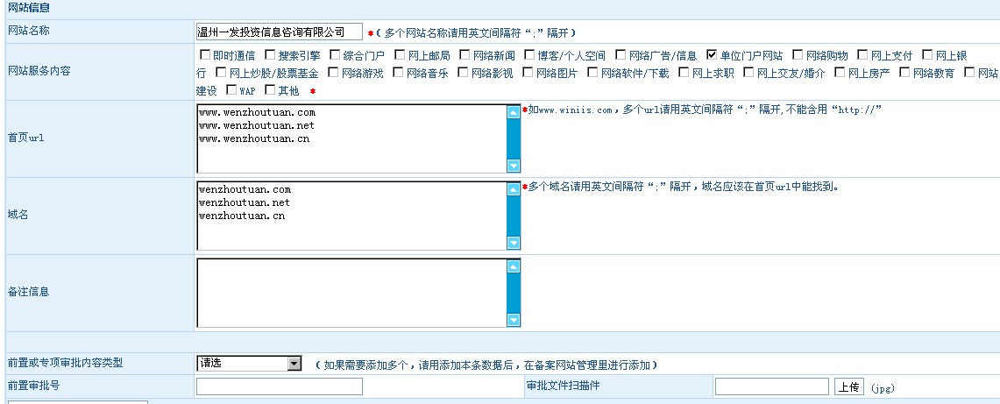 网站信息
网站名称 温州一发投资信息咨询有限公司 *(多个网站名称请用英文间隔符“;”隔开)
即时通信 搜索引擎 综合门户 网上邮局 网络新闻 博客/个人空间 网络广告/信息 单位门户网站 网络购物 网上支付 网上银
网站服务内容 行 网上炒股/股票基金 网络游戏 网络音乐 网络影视 网络图片 网络软件/下载 网上求职 网上交友/婚介 网上房产 网络教育 网站
建设 WAP 其他 *
www.wenzhoutuan.com *如www.winiis.com,多个url请用英文间隔符“;”隔开,不能含用“http://”
www.wenzhoutuan.net
首页url www.wenzhoutuan.cn
wenzhoutuan.com *多个域名请用英文间隔符“;”隔开,域名应该在首页url中能找到。
wenzhoutuan.net
域名 wenzhoutuan.cn
备注信息
前置或专项审批内容类型 请选 (如果需要添加多个,请用添加本条数据后,在备案网站管理里进行添加)
前置审批号 审批文件扫描件 上传 (jpg)